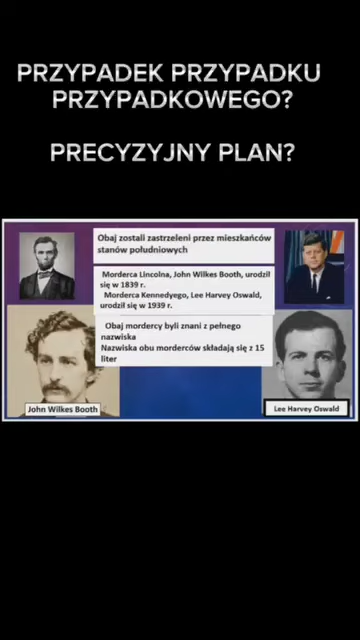 PRZYPADEK PRZYPADKU
PRZYPADKOWEGO?
PRECYZYJNY PLAN?
Obaj zostali zastrzeleni przez mieszkańców
stanów południowych
Morderca Lincolna, John Wilkes Booth, urodził
się w 1839 r.
Morderca Kennedyego, Lee Harvey Oswald,
urodził się w 1939 r.
Obaj mordercy byli znani z pełnego
nazwiska
Nazwiska obu morderców składają się z 15
liter
John Wilkes Booth
Lee Harvey Oswald